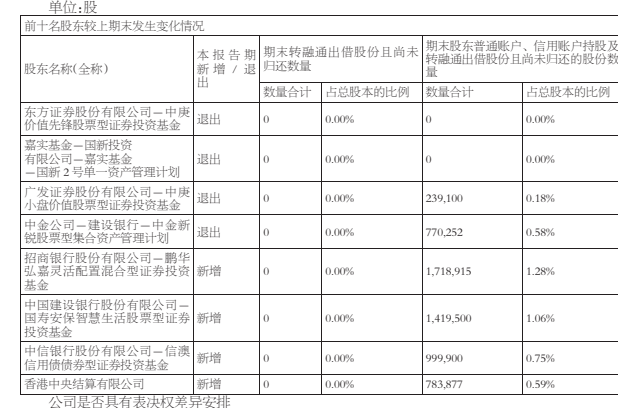 单位:股
前十名股东较上期末发生变化情况
股东名称(全称)
本报告期
新增/退
出
期末转融通出借股份且尚未
归还数量
期末股东普通账户、信用账户持股及
转融通出借股份且尚未归还的股份数
量
数量合计 占总股本的比例 数量合计 占总股本的比例
东方证券股份有限公司－中庚
价值先锋股票型证券投资基金
退出 0 0.00% 0 0.00%
嘉实基金－国新投资
有限公司－嘉实基金
－国新 2 号单一资产管理计划
退出 0 0.00% 0 0.00%
广发证券股份有限公司－中庚
小盘价值股票型证券投资基金
退出 0 0.00% 239,100 0.18%
中金公司－建设银行－中金新
锐股票型集合资产管理计划
退出 0 0.00% 770,252 0.58%
招商银行股份有限公司－鹏华
弘嘉灵活配置混合型证券投资
基金
新增 0 0.00% 1,718,915 1.28%
中国建设银行股份有限公司－
国寿安保智慧生活股票型证券
投资基金
新增 0 0.00% 1,419,500 1.06%
中信银行股份有限公司－信澳
信用债债券型证券投资基金
新增 0 0.00% 999,900 0.75%
香港中央结算有限公司 新增 0 0.00% 783,877 0.59%
公司是否具有表决权差异安排